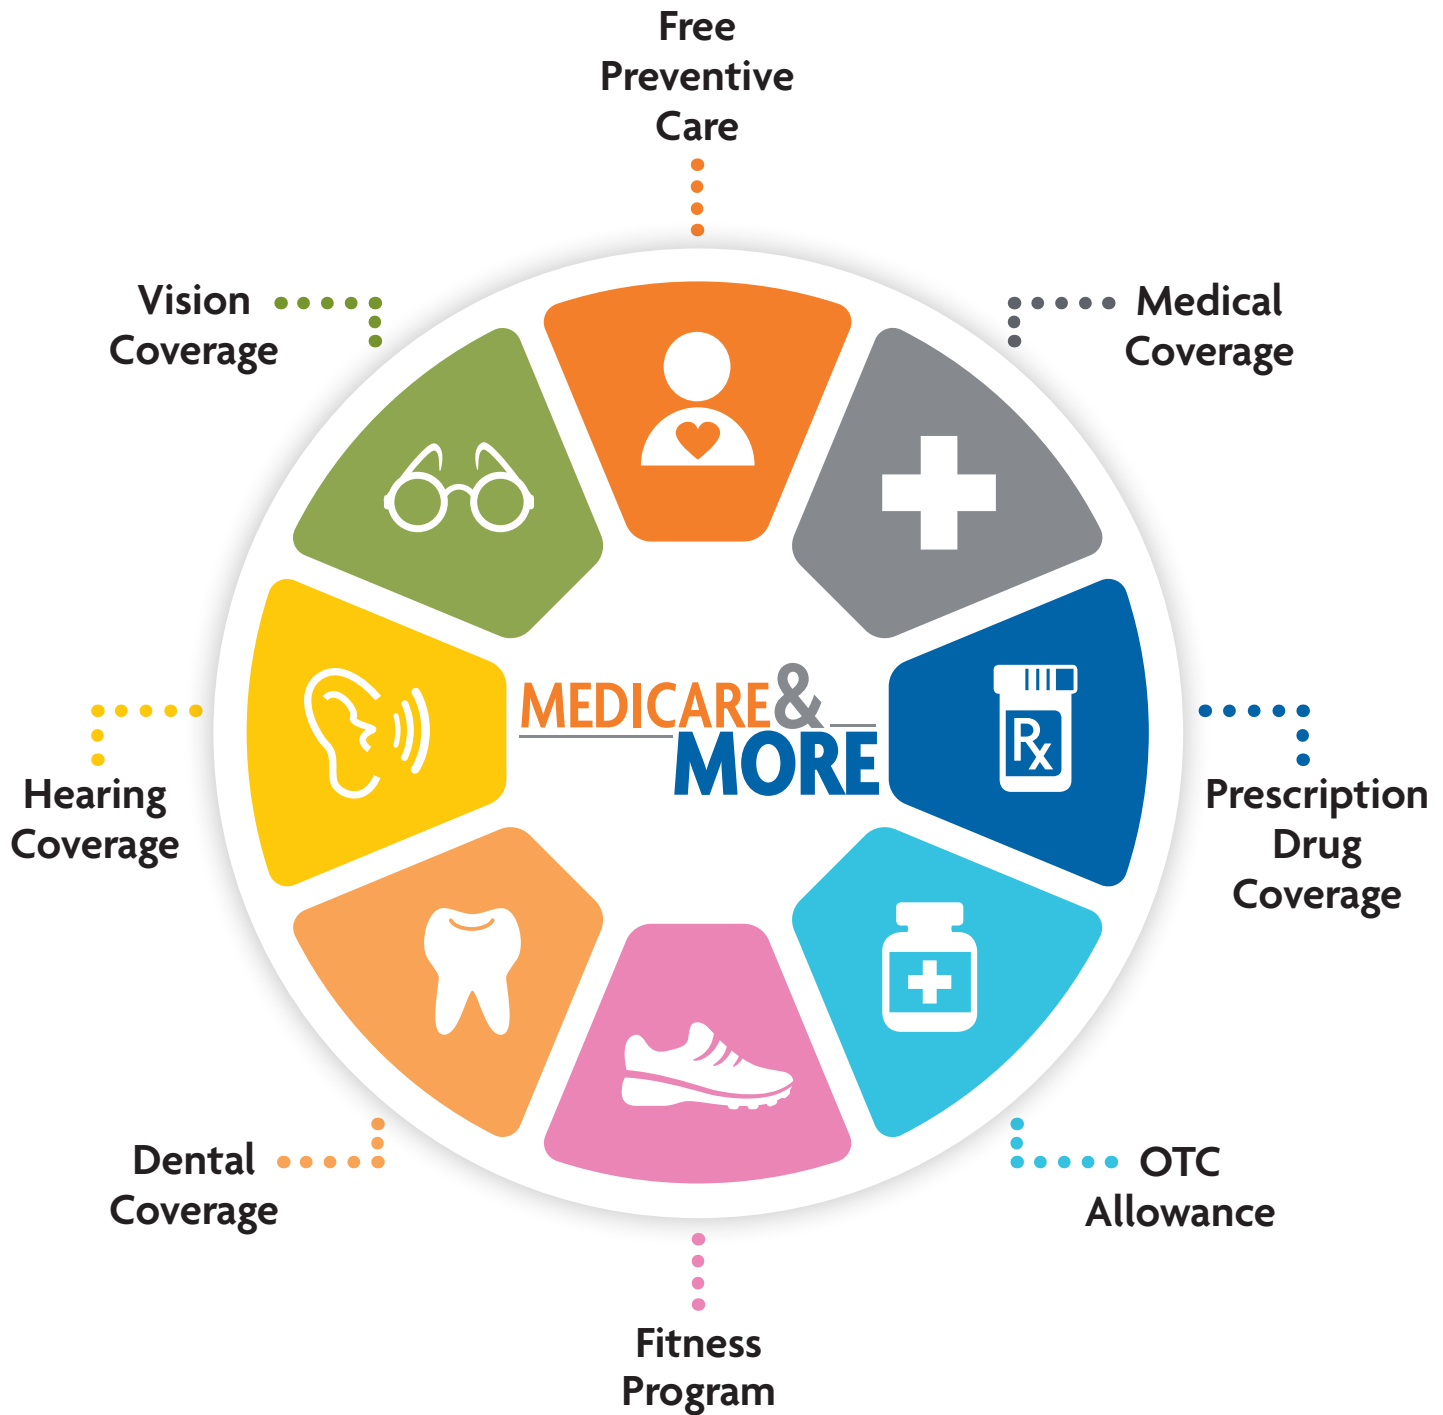 Free
Preventive
Care
Vision
Coverage
Medical
Coverage
MEDICARE&
MORE
Rx
Hearing
Coverage
Prescription
Drug
Coverage
Dental
Coverage
OTC
Allowance
Fitness
Program